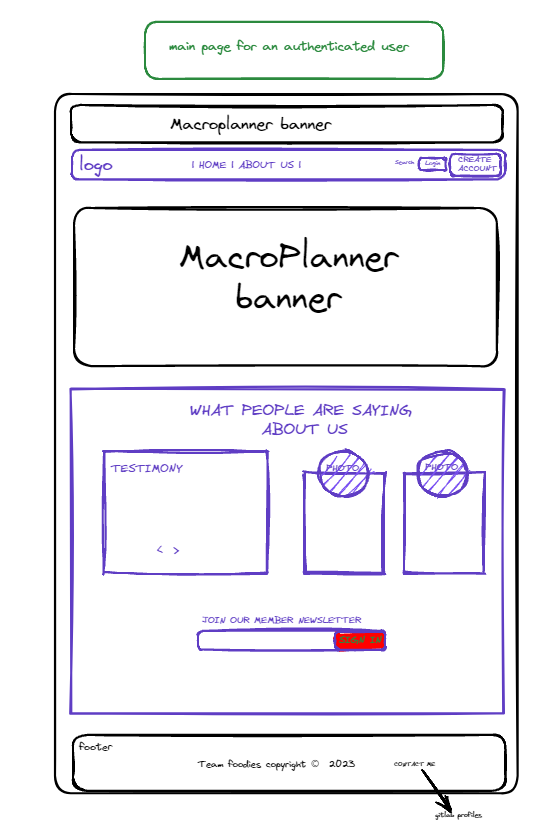 main page for an authenticated user
Macroplanner banner
logo
| HOME | ABOUT US |
Search
Login
CREATE
ACCOUNT
MacroPlanner
banner
WHAT PEOPLE ARE SAYING,
ABOUT US
TESTIMONY
PHOTO
PHOTO
< >
JOIN OUR MEMBER NEWSLETTER
SIGN IN
footer
Team foodies copyright © 2023
CONTACT ME
gitlab profiles